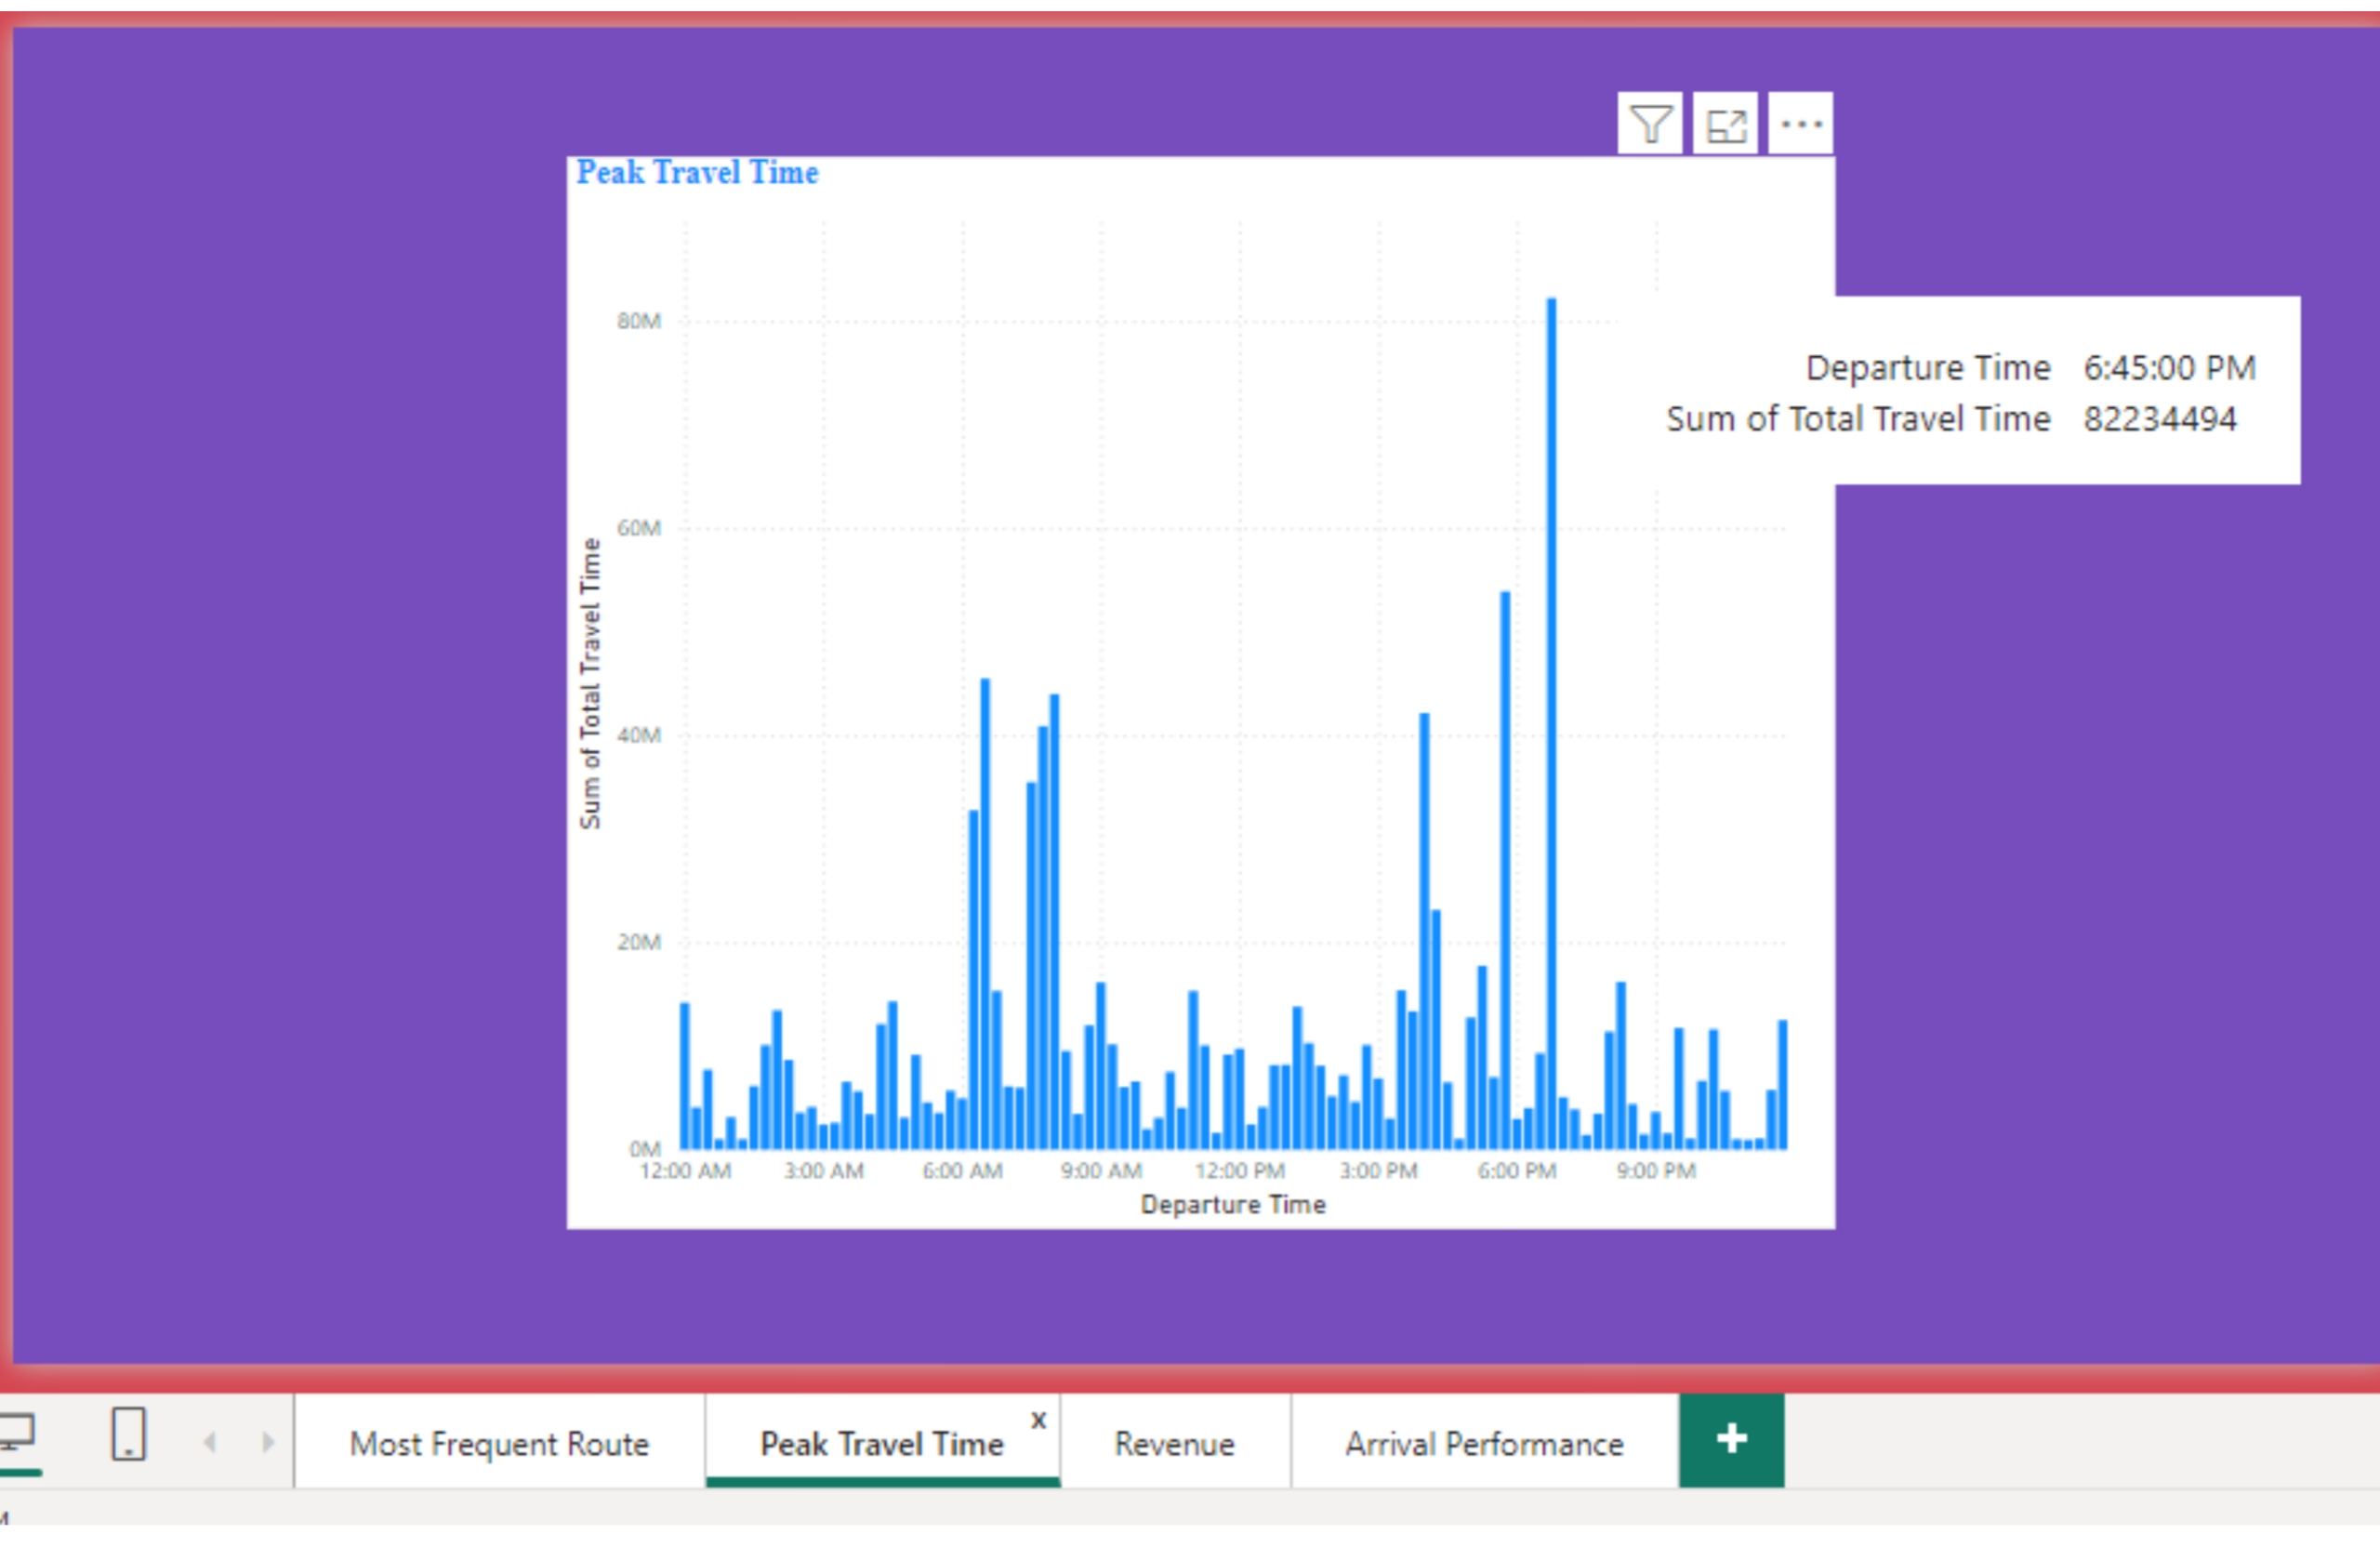 Peak Travel Time
80M
60M
40M
20M
0M
Sum of Total Travel Time
12:00 AM 3:00 AM 6:00 AM 9:00 AM 12:00 PM 3:00 PM 6:00 PM 9:00 PM
Departure Time
Departure Time 6:45:00 PM
Sum of Total Travel Time 82234494
Most Frequent Route Peak Travel Time x Revenue Arrival Performance +